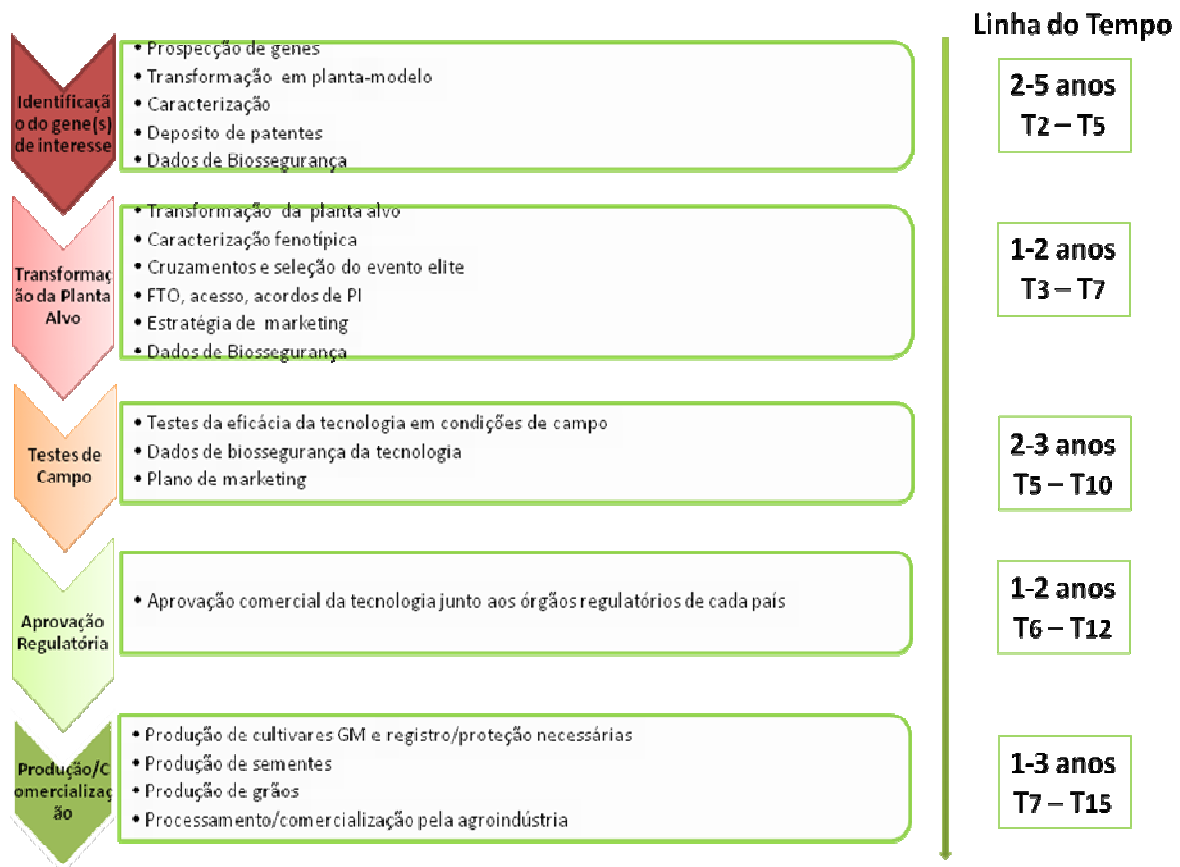 Linha do Tempo
Identificaçã
o do gene(s)
de interesse
• Prospecção de genes
• Transformação em planta-modelo
• Caracterização
• Deposito de patentes
• Dados de Biossegurança
2-5 anos
T2 – T5
Transformaç
ão da Planta
Alvo
• Transformação da planta alvo
• Caracterização fenotípica
• Cruzamentos e seleção do evento elite
• FTO, acesso, acordos de PI
• Estratégia de marketing
• Dados de Biossegurança
1-2 anos
T3 – T7
Testes de
Campo
• Testes da eficácia da tecnologia em condições de campo
• Dados de biossegurança da tecnologia
• Plano de marketing
2-3 anos
T5 – T10
Aprovação
Regulatória
• Aprovação comercial da tecnologia junto aos órgãos regulatórios de cada país
1-2 anos
T6 – T12
Produção/C
omercializaç
ão
• Produção de cultivares GM e registro/proteção necessárias
• Produção de sementes
• Produção de grãos
• Processamento/comercialização pela agroindústria
1-3 anos
T7 – T15